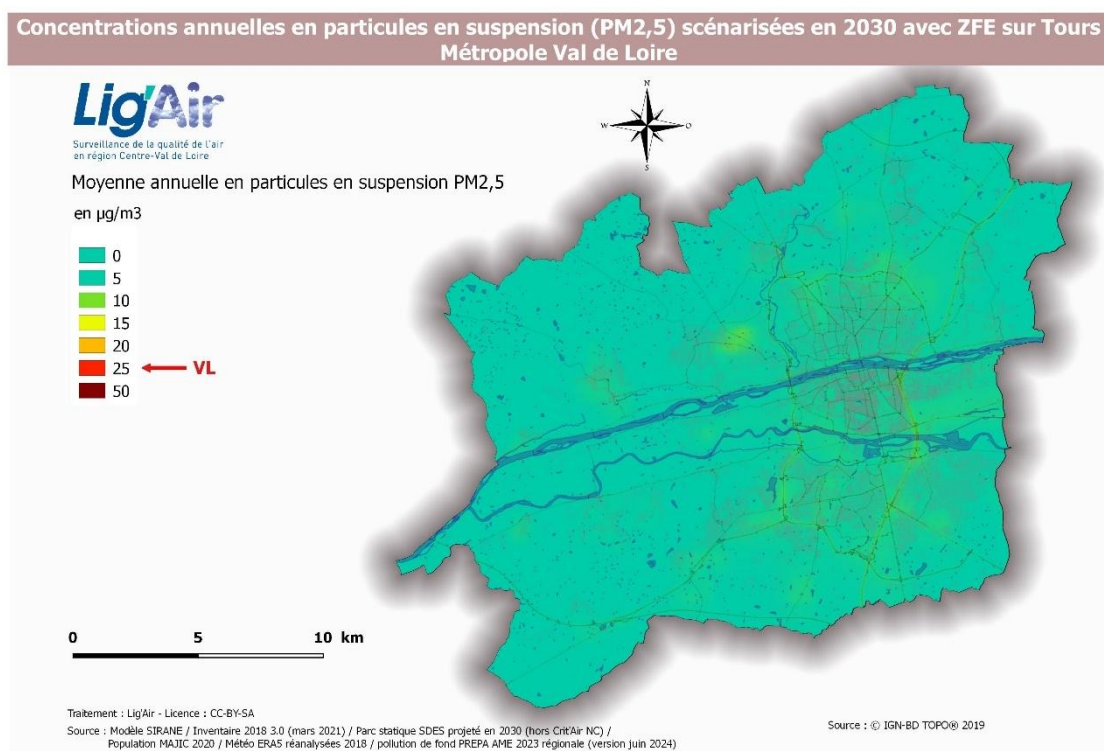 Concentrations annuelles en particules en suspension (PM2,5) scénarisées en 2030 avec ZFE sur Tours
Métropole Val de Loire
Lig'Air
Surveillance de la qualité de l'air
en région Centre-Val de Loire
N
W
O
S
Moyenne annuelle en particules en suspension PM2,5
en µg/m3
0
5
10
15
20
25 VL
50
0 5 10 km
Traitement : Lig'Air - Licence : CC-BY-SA
Source : Modèle SIRANE / Inventaire 2018 3.0 (mars 2021) / Parc statique SDES projeté en 2030 (hors Crit'Air NC) /
Population MAJIC 2020 / Météo ERA5 réanalysées 2018 / pollution de fond PREPA AME 2023 régionale (version juin 2024)
Source : © IGN-BD TOPO® 2019